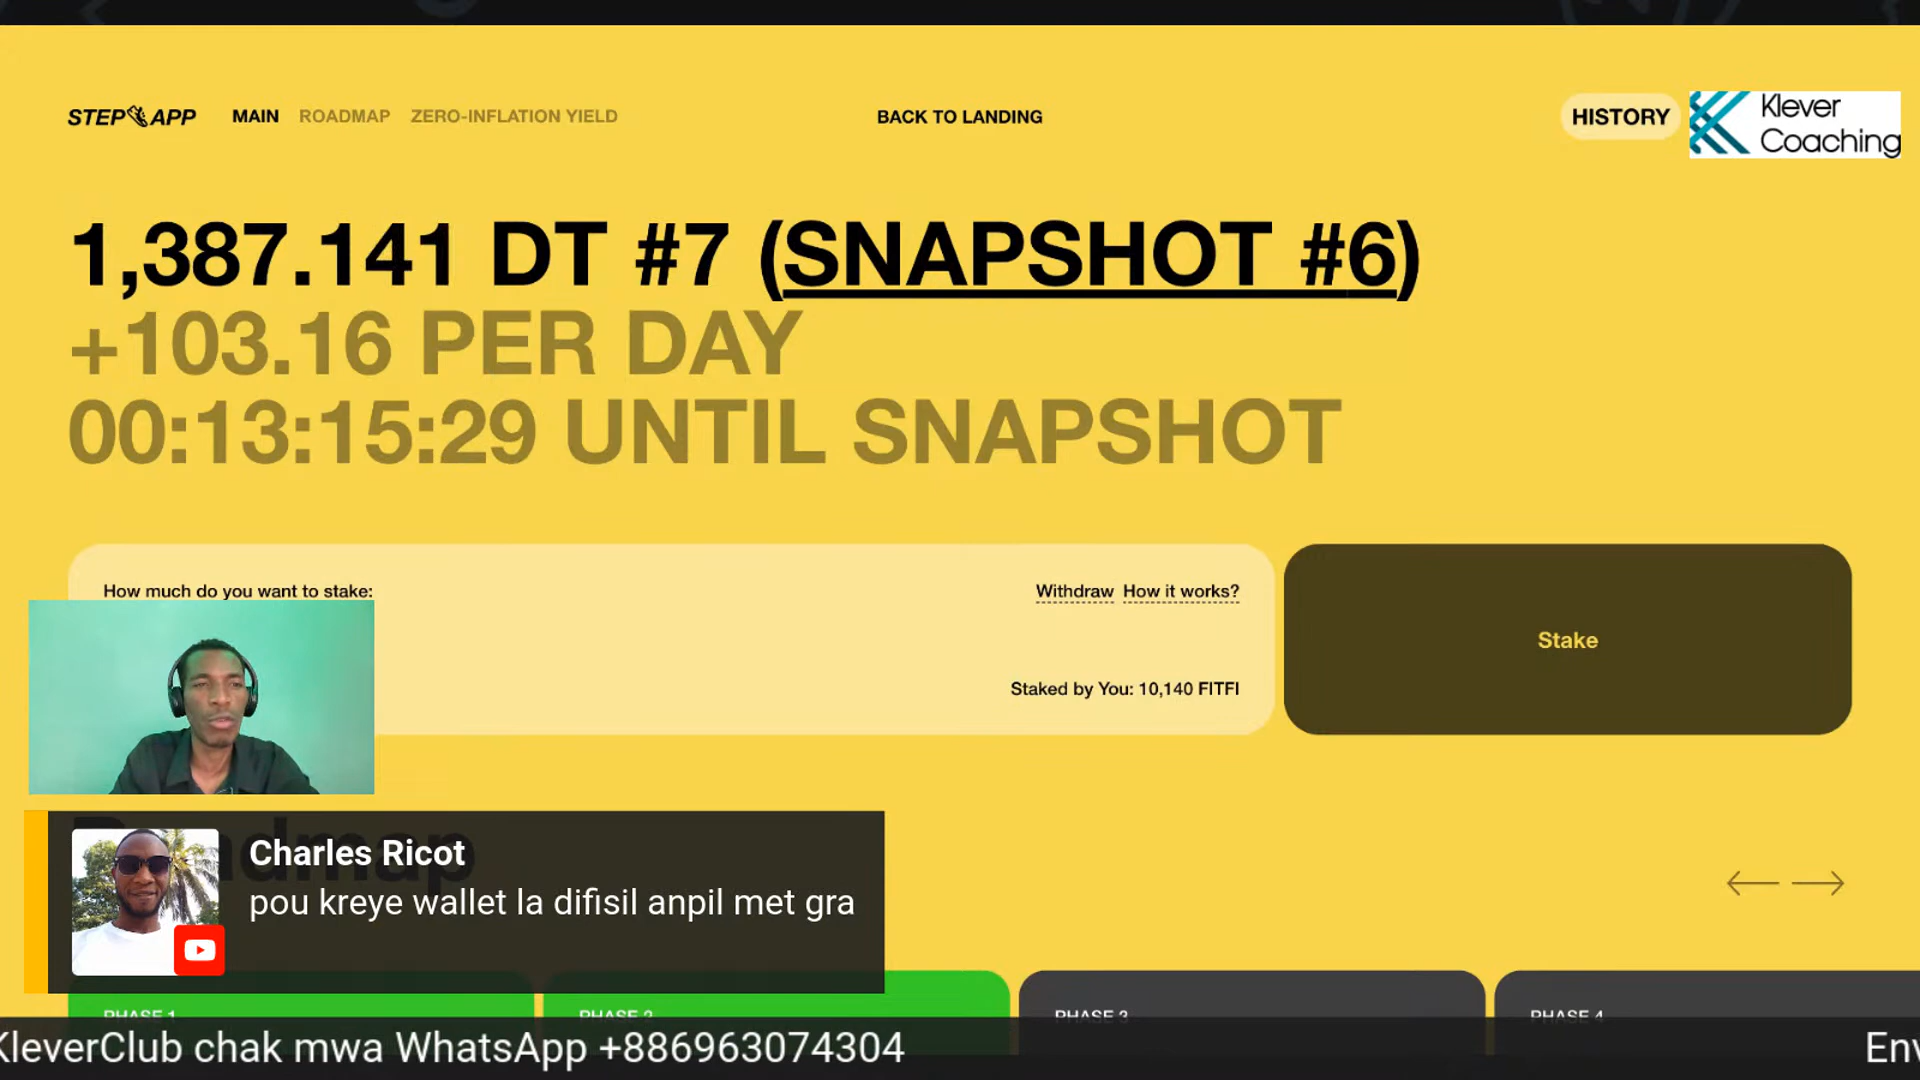 STEP APP MAIN ROADMAP ZERO-INFLATION YIELD BACK TO LANDING HISTORY
Klever
Coaching
1,387.141 DT #7 (SNAPSHOT #6)
+103.16 PER DAY
00:13:15:29 UNTIL SNAPSHOT
How much do you want to stake: Withdraw How it works?
Stake
Staked by You: 10,140 FITFI
Roadmap
Charles Ricot
pou kreye wallet la difisil anpil met gra
PHASE 1 PHASE 2 PHASE 3 PHASE 4
KleverClub chak mwa WhatsApp +886963074304